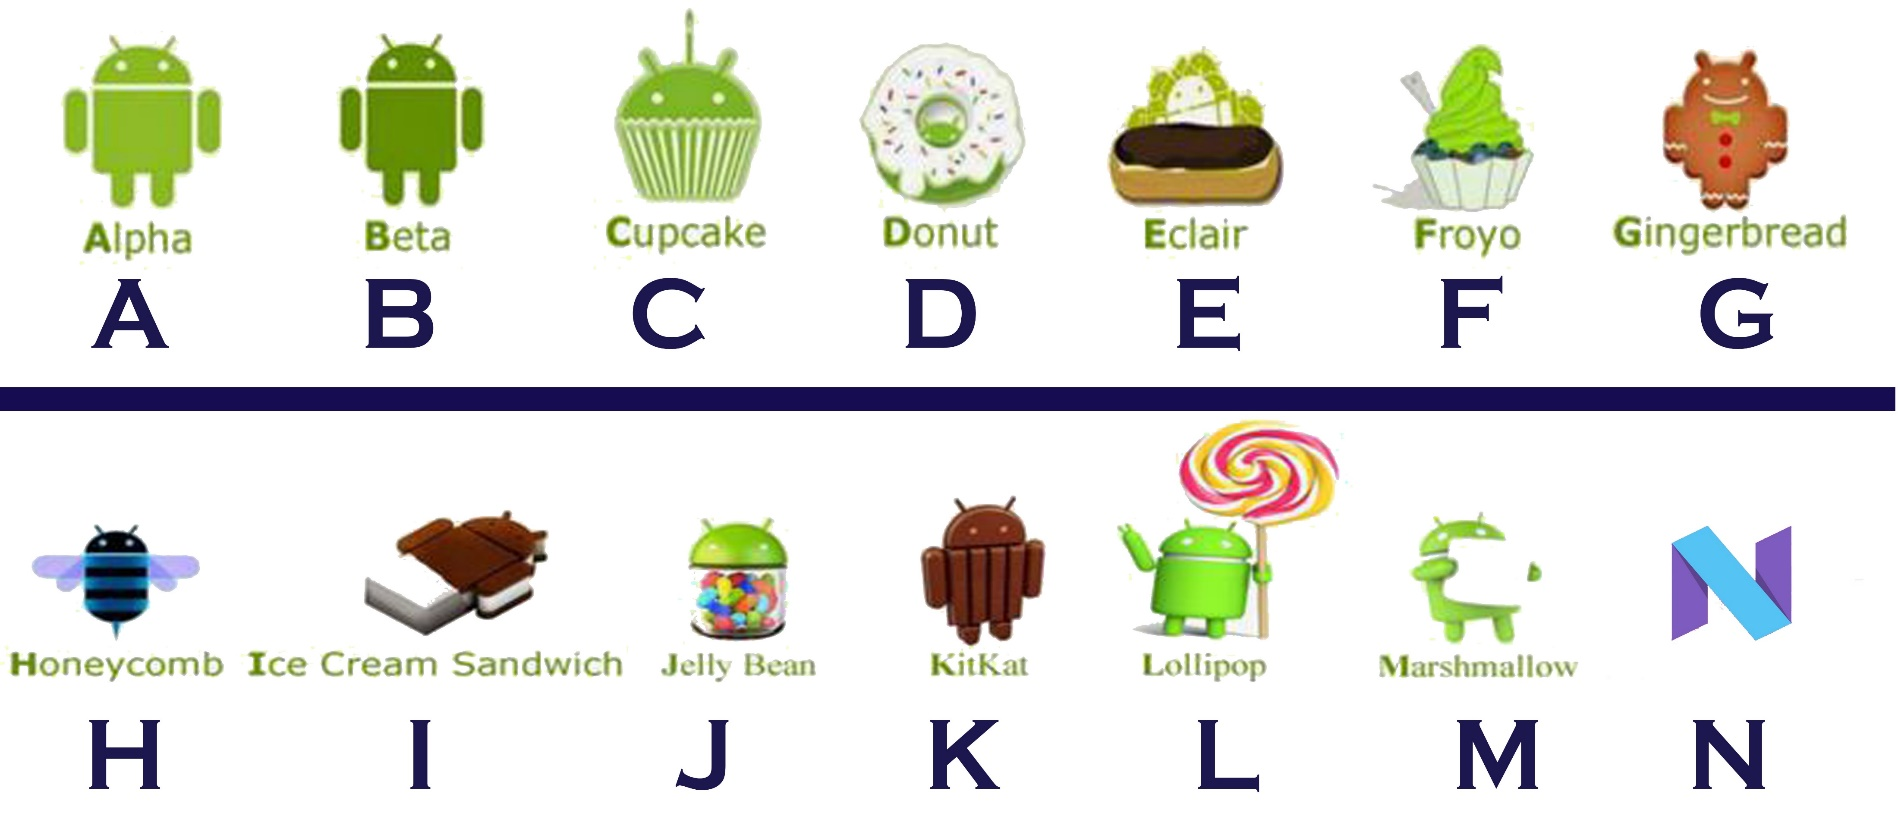 Alpha Beta Cupcake Donut Eclair Froyo Gingerbread
A B C D E F G
Honeycomb Ice Cream Sandwich Jelly Bean KitKat Lollipop Marshmallow N
H I J K L M N